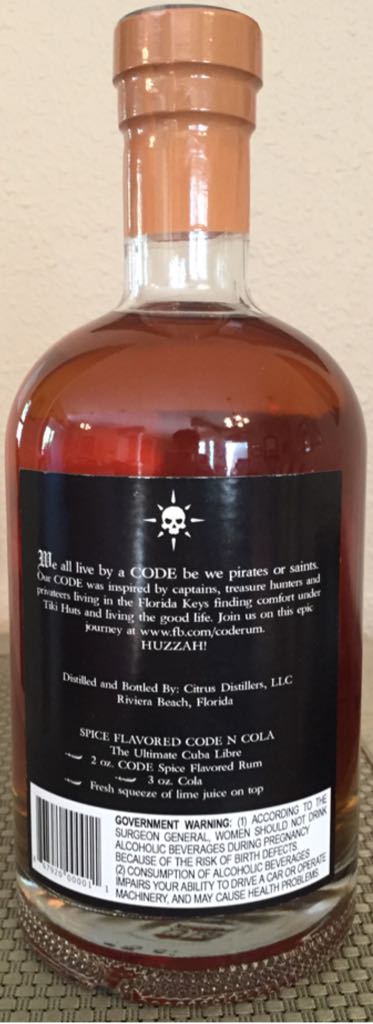 We all live by a CODE be we pirates or saints.
Our CODE was inspired by captains, treasure hunters and
privateers living in the Florida Keys finding comfort under
Tiki Huts and living the good life. Join us on this epic
journey at www.fb.com/coderum.
HUZZAH!
Distilled and Bottled By: Citrus Distillers, LLC
Riviera Beach, Florida
SPICE FLAVORED CODE N COLA
The Ultimate Cuba Libre
2 oz. CODE Spice Flavored Rum
3 oz. Cola
Fresh squeeze of lime juice on top
GOVERNMENT WARNING: (1) ACCORDING TO THE
SURGEON GENERAL, WOMEN SHOULD NOT DRINK
ALCOHOLIC BEVERAGES DURING PREGNANCY
BECAUSE OF THE RISK OF BIRTH DEFECTS.
(2) CONSUMPTION OF ALCOHOLIC BEVERAGES
IMPAIRS YOUR ABILITY TO DRIVE A CAR OR OPERATE
MACHINERY, AND MAY CAUSE HEALTH PROBLEMS.